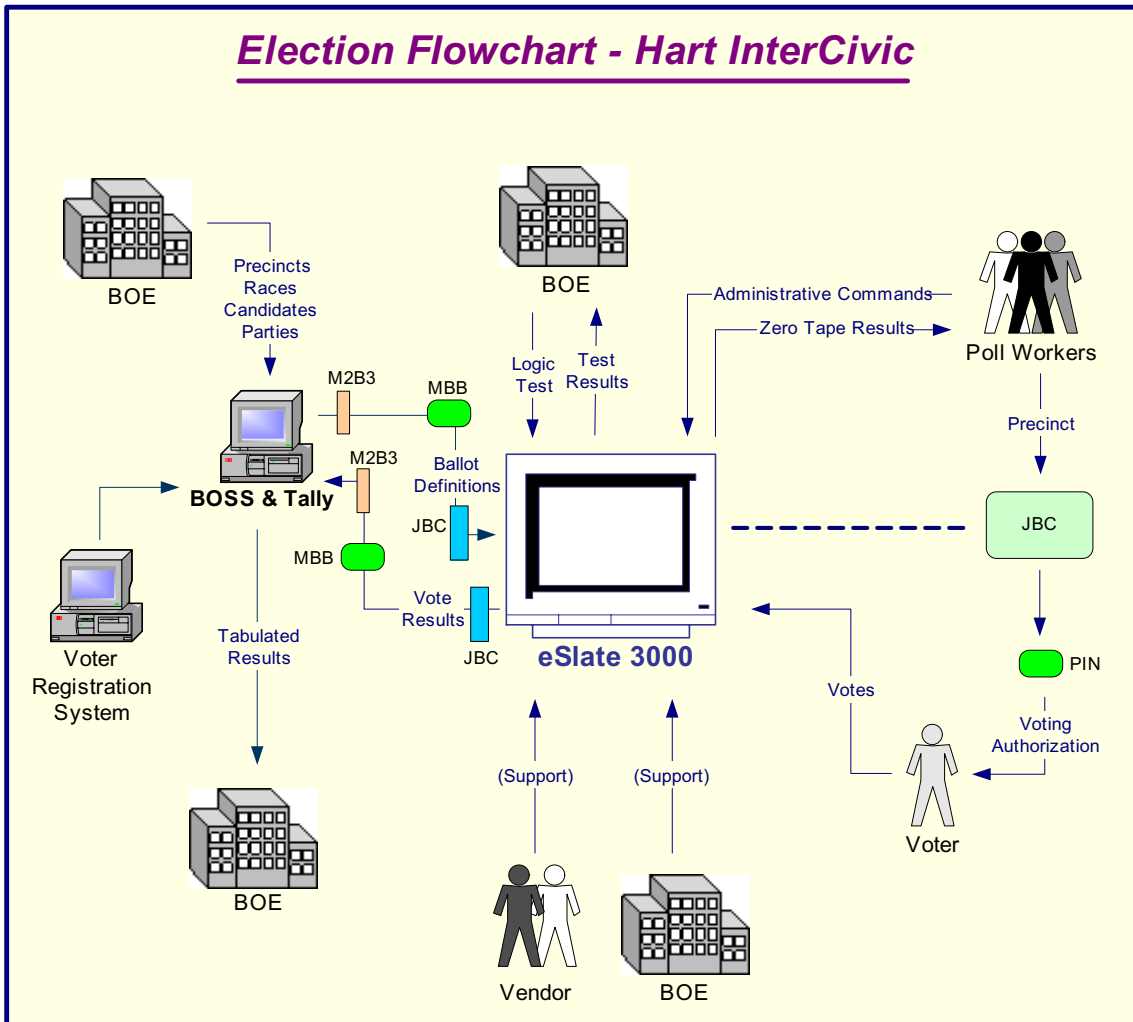 Election Flowchart - Hart InterCivic
BOE
Precincts
Races
Candidates
Parties
BOE
Logic
Test
Test
Results
Administrative Commands
Zero Tape Results
Poll Workers
M2B3
MBB
Precinct
BOSS & Tally
M2B3
Ballot
Definitions
JBC
JBC
MBB
Vote
Results
JBC
eSlate 3000
Voter
Registration
System
Tabulated
Results
PIN
Votes
Voting
Authorization
Voter
(Support)
(Support)
BOE
Vendor
BOE